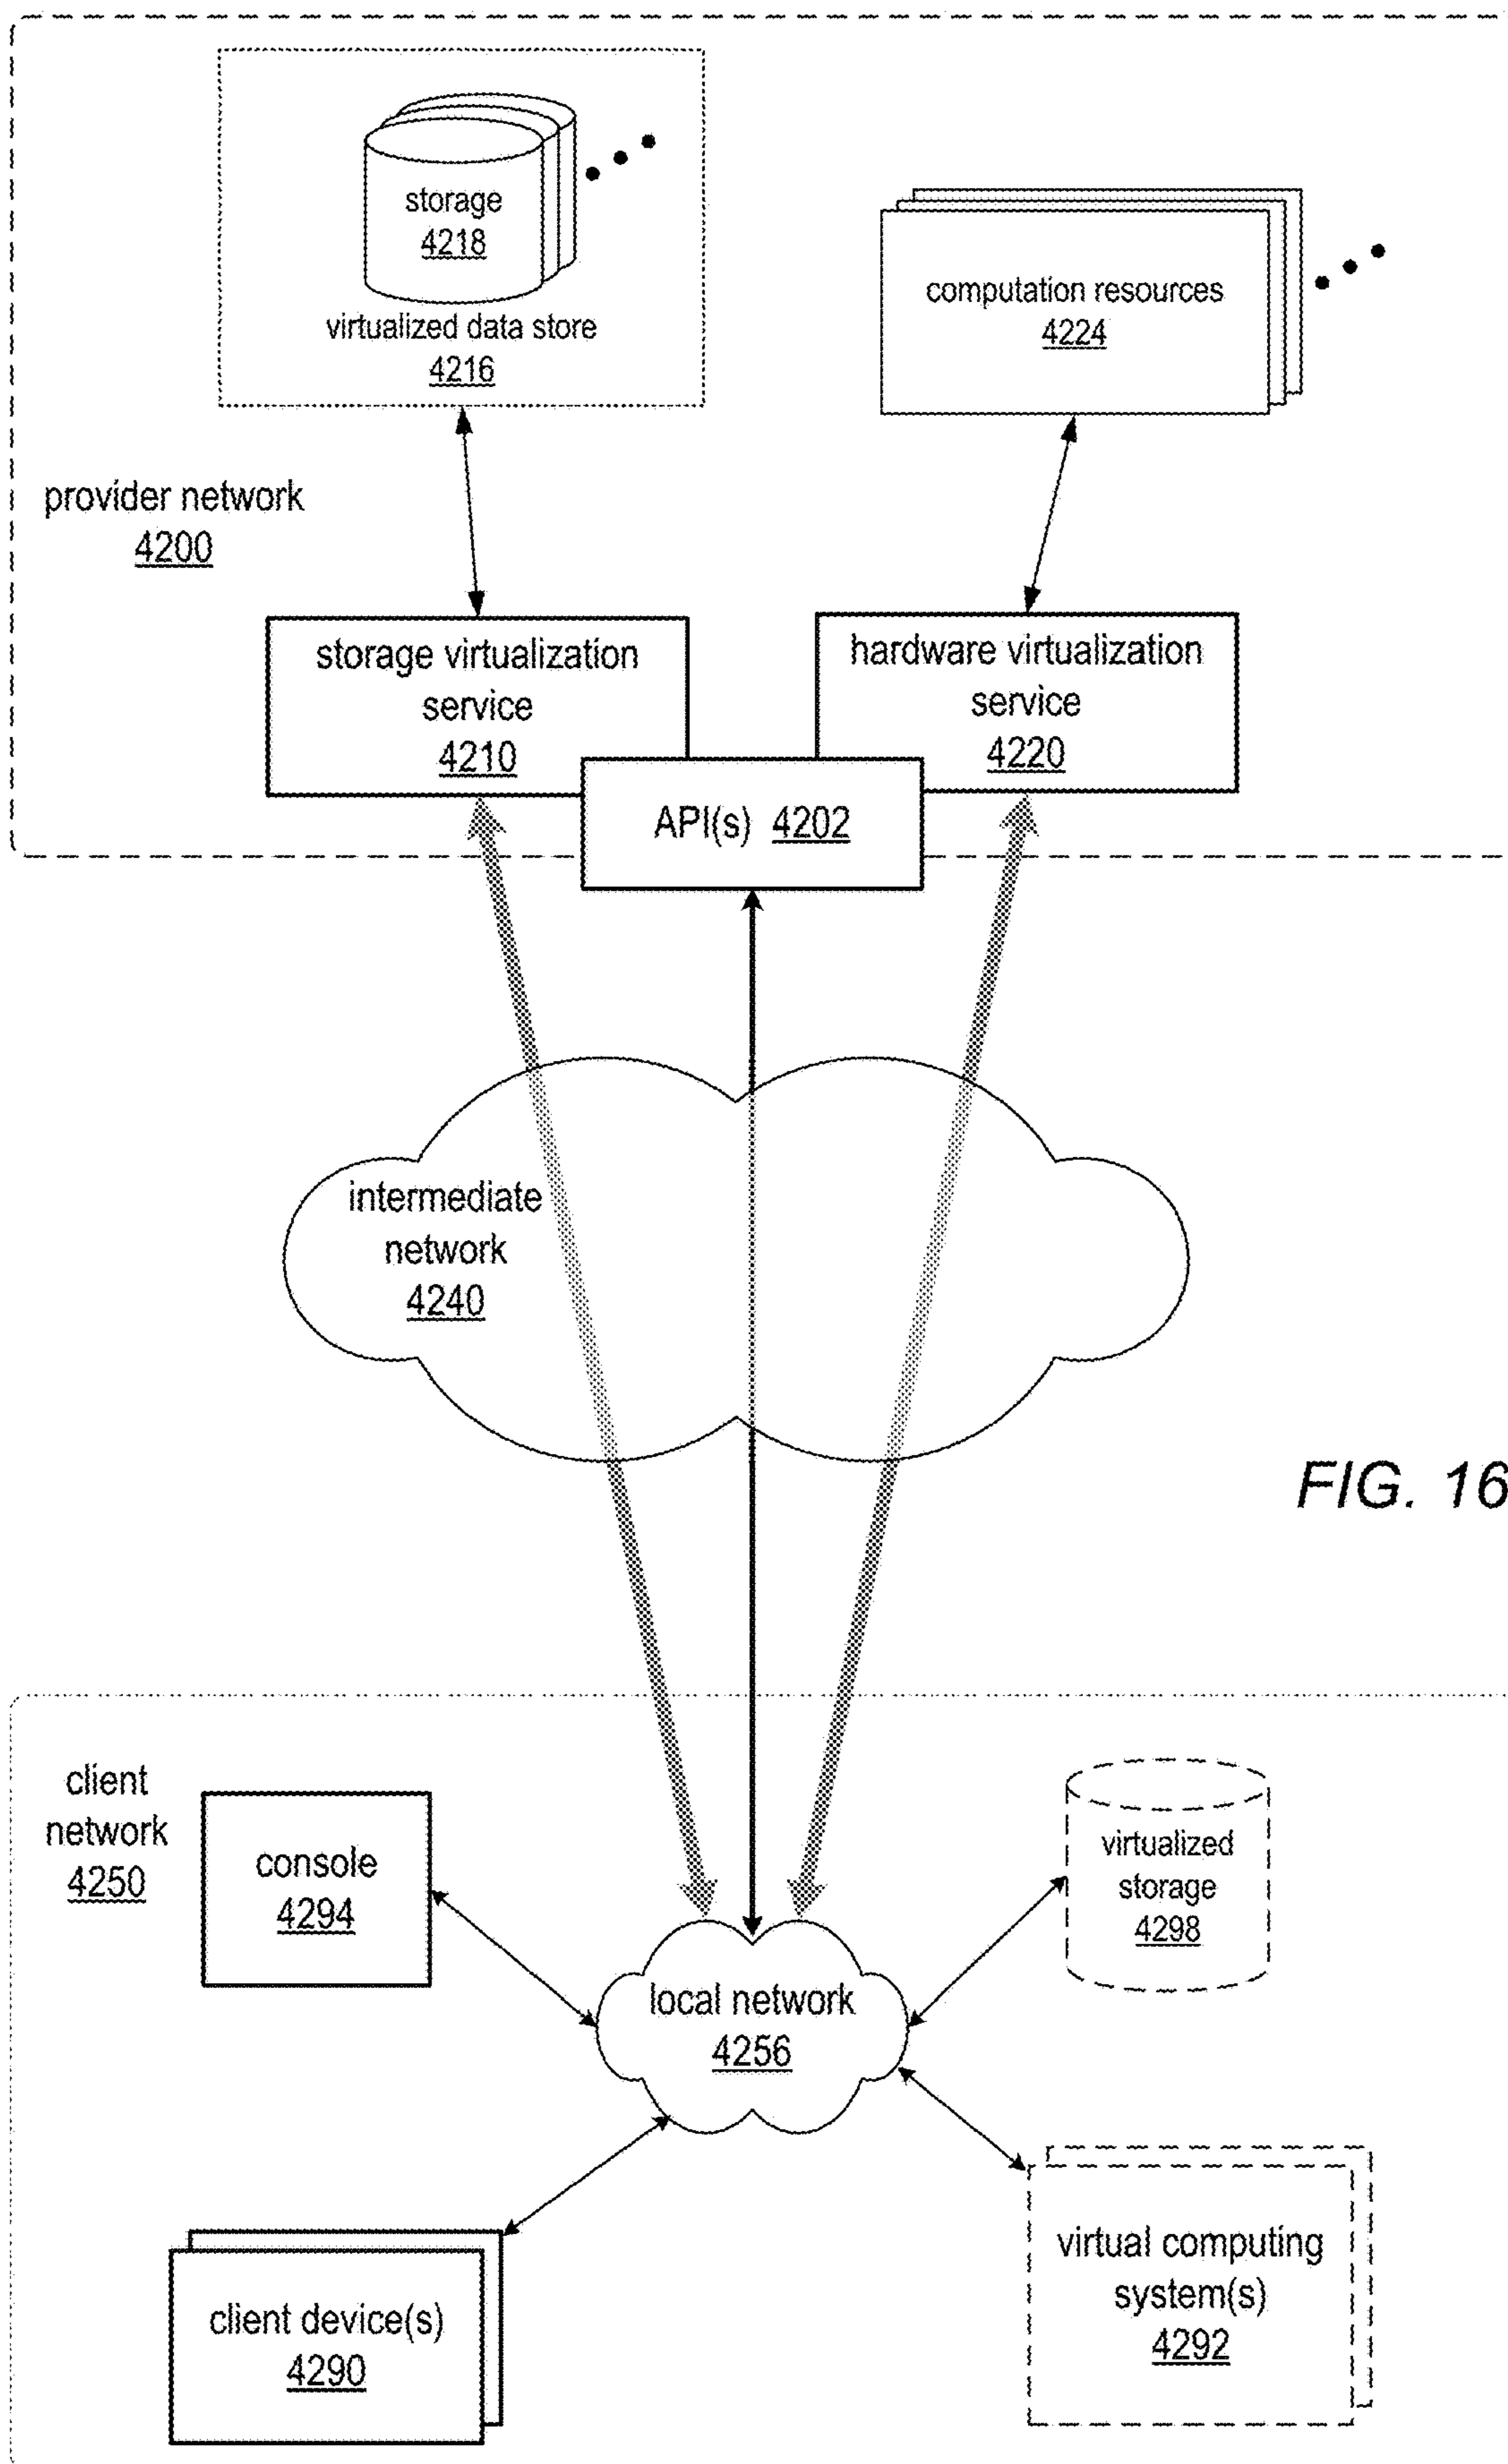 storage
4218
virtualized data store
4216
computation resources
4224
provider network
4200
storage virtualization
service
4210
hardware virtualization
service
4220
API(s) 4202
intermediate
network
4240
FIG. 16
client
network
4250
console
4294
virtualized
storage
4298
local network
4256
client device(s)
4290
virtual computing
system(s)
4292